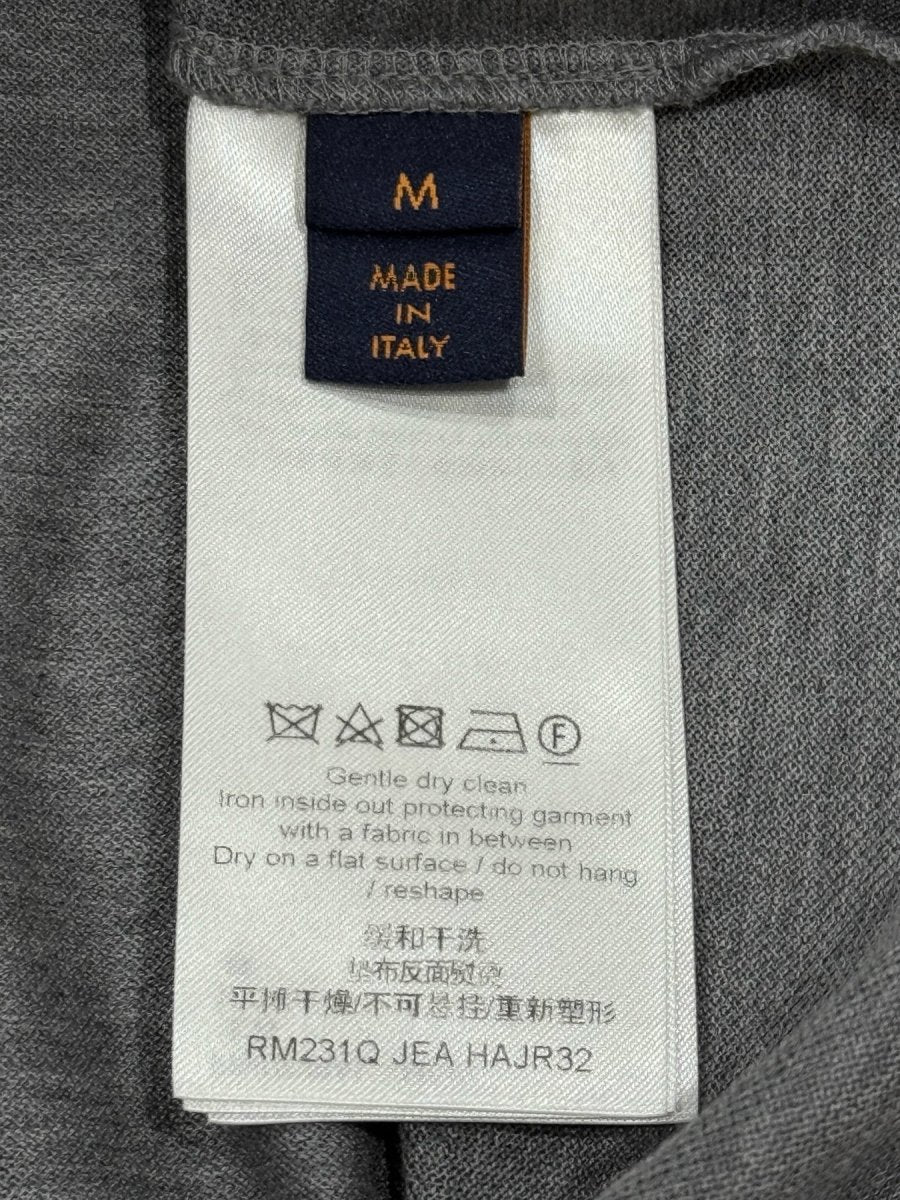 M
MADE
IN
ITALY
F
Gentle dry clean
Iron inside out protecting garment
with a fabric in between
Dry on a flat surface / do not hang
/ reshape
缓和干洗
垫布反面熨烫
平摊干燥/不可悬挂/重新塑形
RM231Q JEA HAJR32